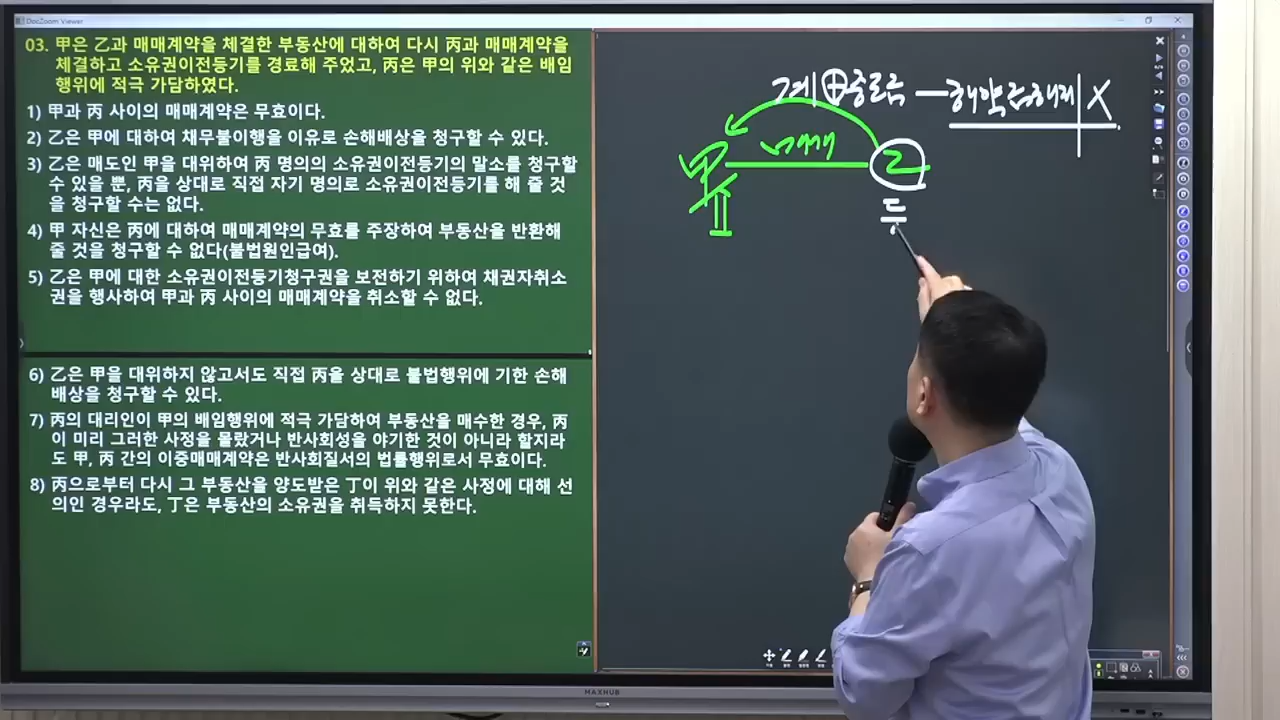 DocZoom Viewer
03. 甲은 乙과 매매계약을 체결한 부동산에 대하여 다시 丙과 매매계약을
체결하고 소유권이전등기를 경료해 주었고, 丙은 甲의 위와 같은 배임
행위에 적극 가담하였다.
1) 甲과 丙 사이의 매매계약은 무효이다.
2) 乙은 甲에 대하여 채무불이행을 이유로 손해배상을 청구할 수 있다.
3) 乙은 매도인 甲을 대위하여 丙 명의의 소유권이전등기의 말소를 청구할
수 있을 뿐, 丙을 상대로 직접 자기 명의로 소유권이전등기를 해 줄 것
을 청구할 수는 없다.
4) 甲 자신은 丙에 대하여 매매계약의 무효를 주장하여 부동산을 반환해
줄 것을 청구할 수 없다(불법원인급여).
5) 乙은 甲에 대한 소유권이전등기청구권을 보전하기 위하여 채권자취소
권을 행사하여 甲과 丙 사이의 매매계약을 취소할 수 없다.
6) 乙은 甲을 대위하지 않고서도 직접 丙을 상대로 불법행위에 기한 손해
배상을 청구할 수 있다.
7) 丙의 대리인이 甲의 배임행위에 적극 가담하여 부동산을 매수한 경우, 丙
이 미리 그러한 사정을 몰랐거나 반사회성을 야기한 것이 아니라 할지라
도 甲, 丙 간의 이중매매계약은 반사회질서의 법률행위로서 무효이다.
8) 丙으로부터 다시 그 부동산을 양도받은 丁이 위와 같은 사정에 대해 선
의인 경우라도, 丁은 부동산의 소유권을 취득하지 못한다.
계 ⊕ 중도금 — 해약금해제 X
甲 매매 乙
MAXHUB